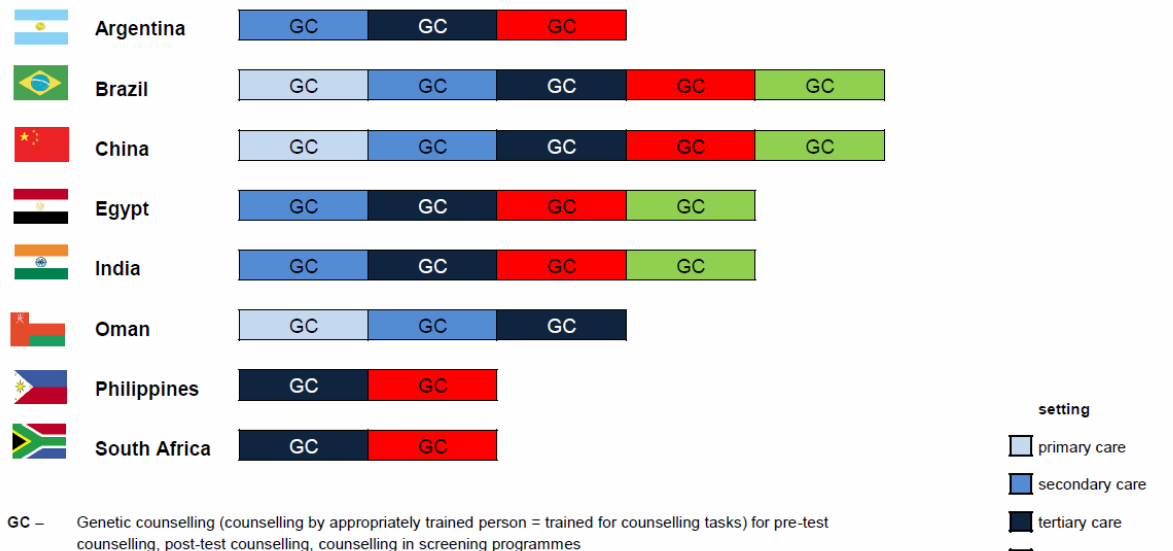 Argentina GC GC GC
Brazil GC GC GC GC GC
China GC GC GC GC GC
Egypt GC GC GC GC
India GC GC GC GC
Oman GC GC GC
Philippines GC GC
South Africa GC GC
setting
primary care
secondary care
tertiary care
GC – Genetic counselling (counselling by appropriately trained person = trained for counselling tasks) for pre-test
counselling, post-test counselling, counselling in screening programmes